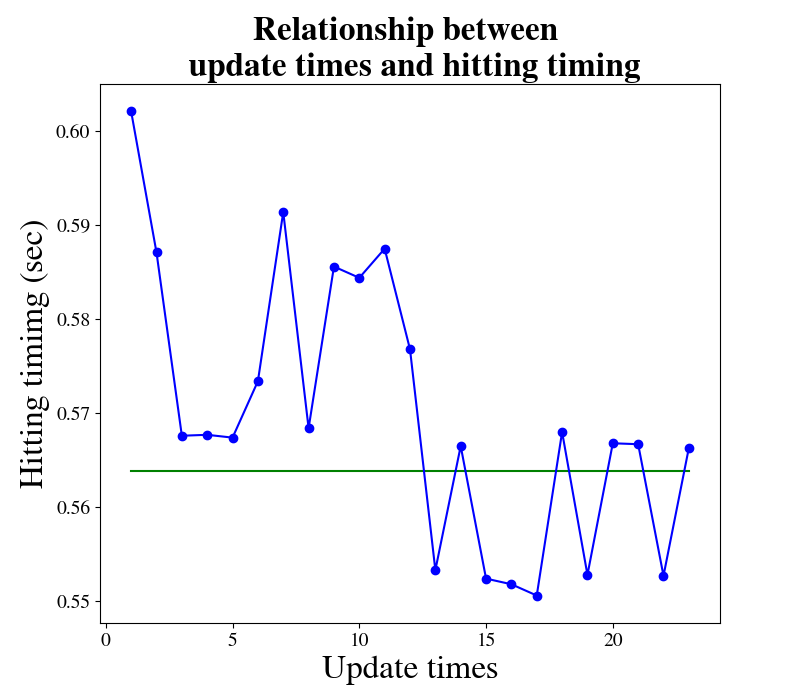 Relationship between
update times and hitting timing
Hitting timimg (sec)
0.60
0.59
0.58
0.57
0.56
0.55
0
5
10
15
20
Update times